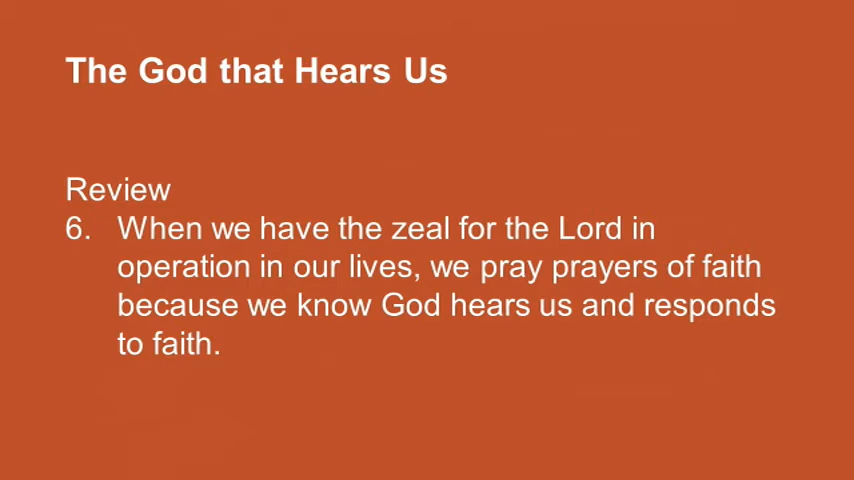 The God that Hears Us
Review
6. When we have the zeal for the Lord in
operation in our lives, we pray prayers of faith
because we know God hears us and responds
to faith.